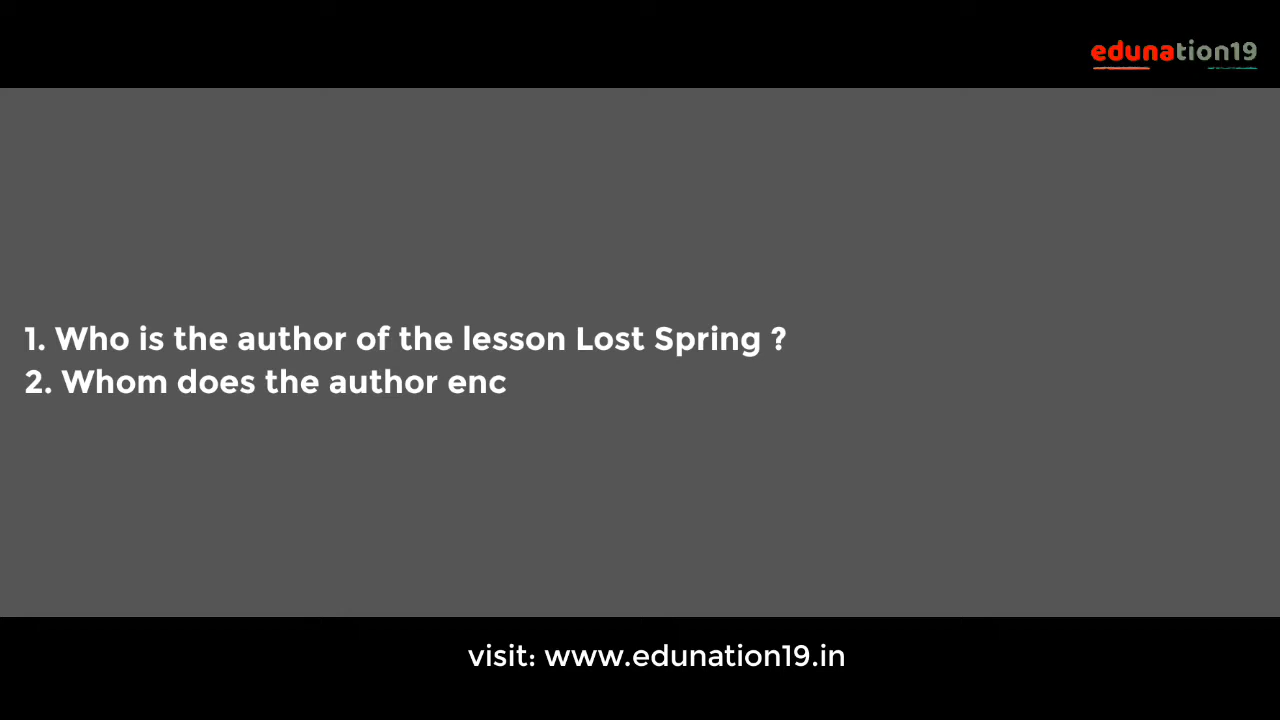 edunation19
1. Who is the author of the lesson Lost Spring ?
2. Whom does the author enc
visit: www.edunation19.in